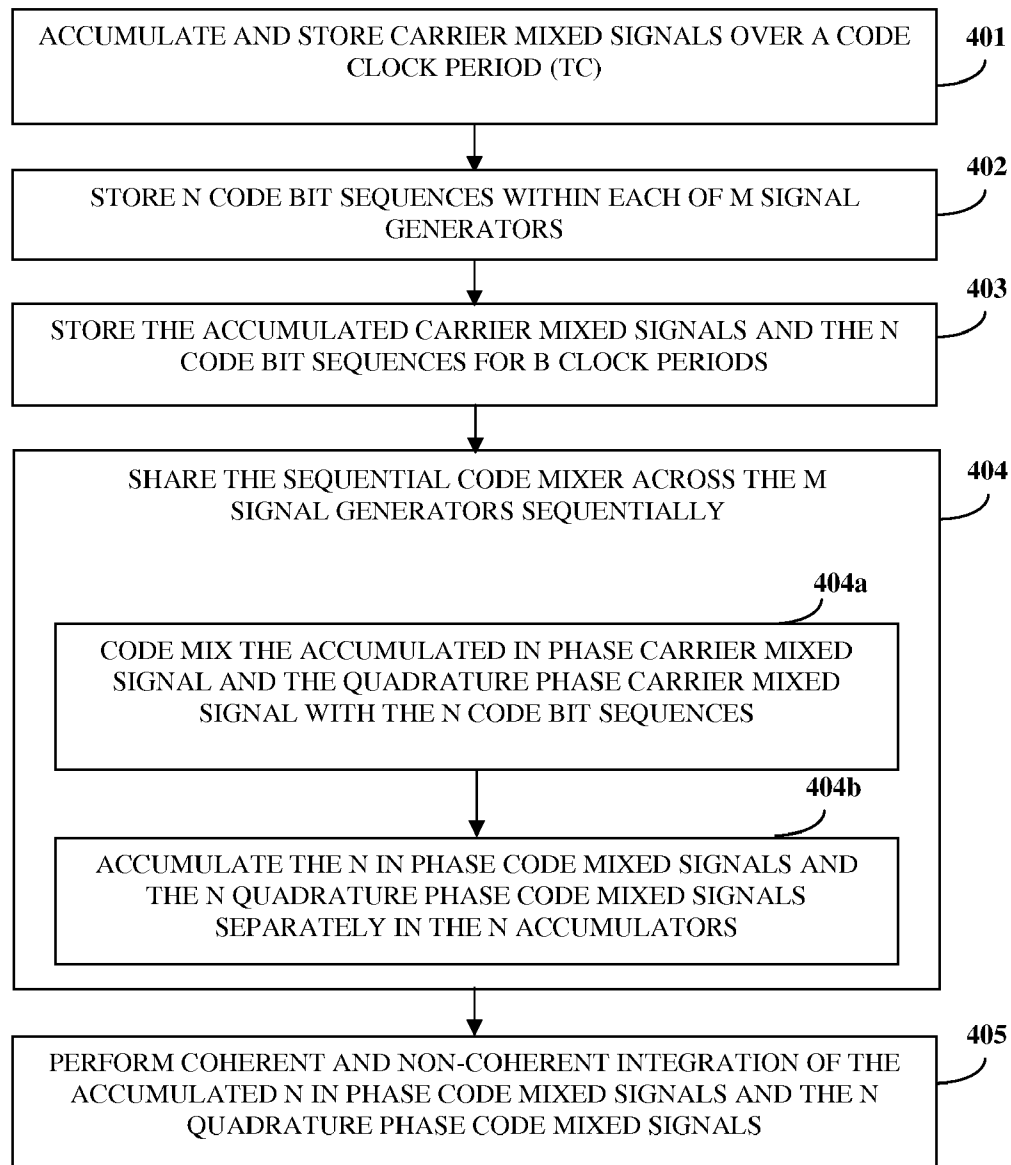 ACCUMULATE AND STORE CARRIER MIXED SIGNALS OVER A CODE
CLOCK PERIOD (TC)
401
STORE N CODE BIT SEQUENCES WITHIN EACH OF M SIGNAL
GENERATORS
402
STORE THE ACCUMULATED CARRIER MIXED SIGNALS AND THE N
CODE BIT SEQUENCES FOR B CLOCK PERIODS
403
SHARE THE SEQUENTIAL CODE MIXER ACROSS THE M
SIGNAL GENERATORS SEQUENTIALLY
404
404a
CODE MIX THE ACCUMULATED IN PHASE CARRIER MIXED
SIGNAL AND THE QUADRATURE PHASE CARRIER MIXED
SIGNAL WITH THE N CODE BIT SEQUENCES
404b
ACCUMULATE THE N IN PHASE CODE MIXED SIGNALS AND
THE N QUADRATURE PHASE CODE MIXED SIGNALS
SEPARATELY IN THE N ACCUMULATORS
PERFORM COHERENT AND NON-COHERENT INTEGRATION OF THE
ACCUMULATED N IN PHASE CODE MIXED SIGNALS AND THE N
QUADRATURE PHASE CODE MIXED SIGNALS
405